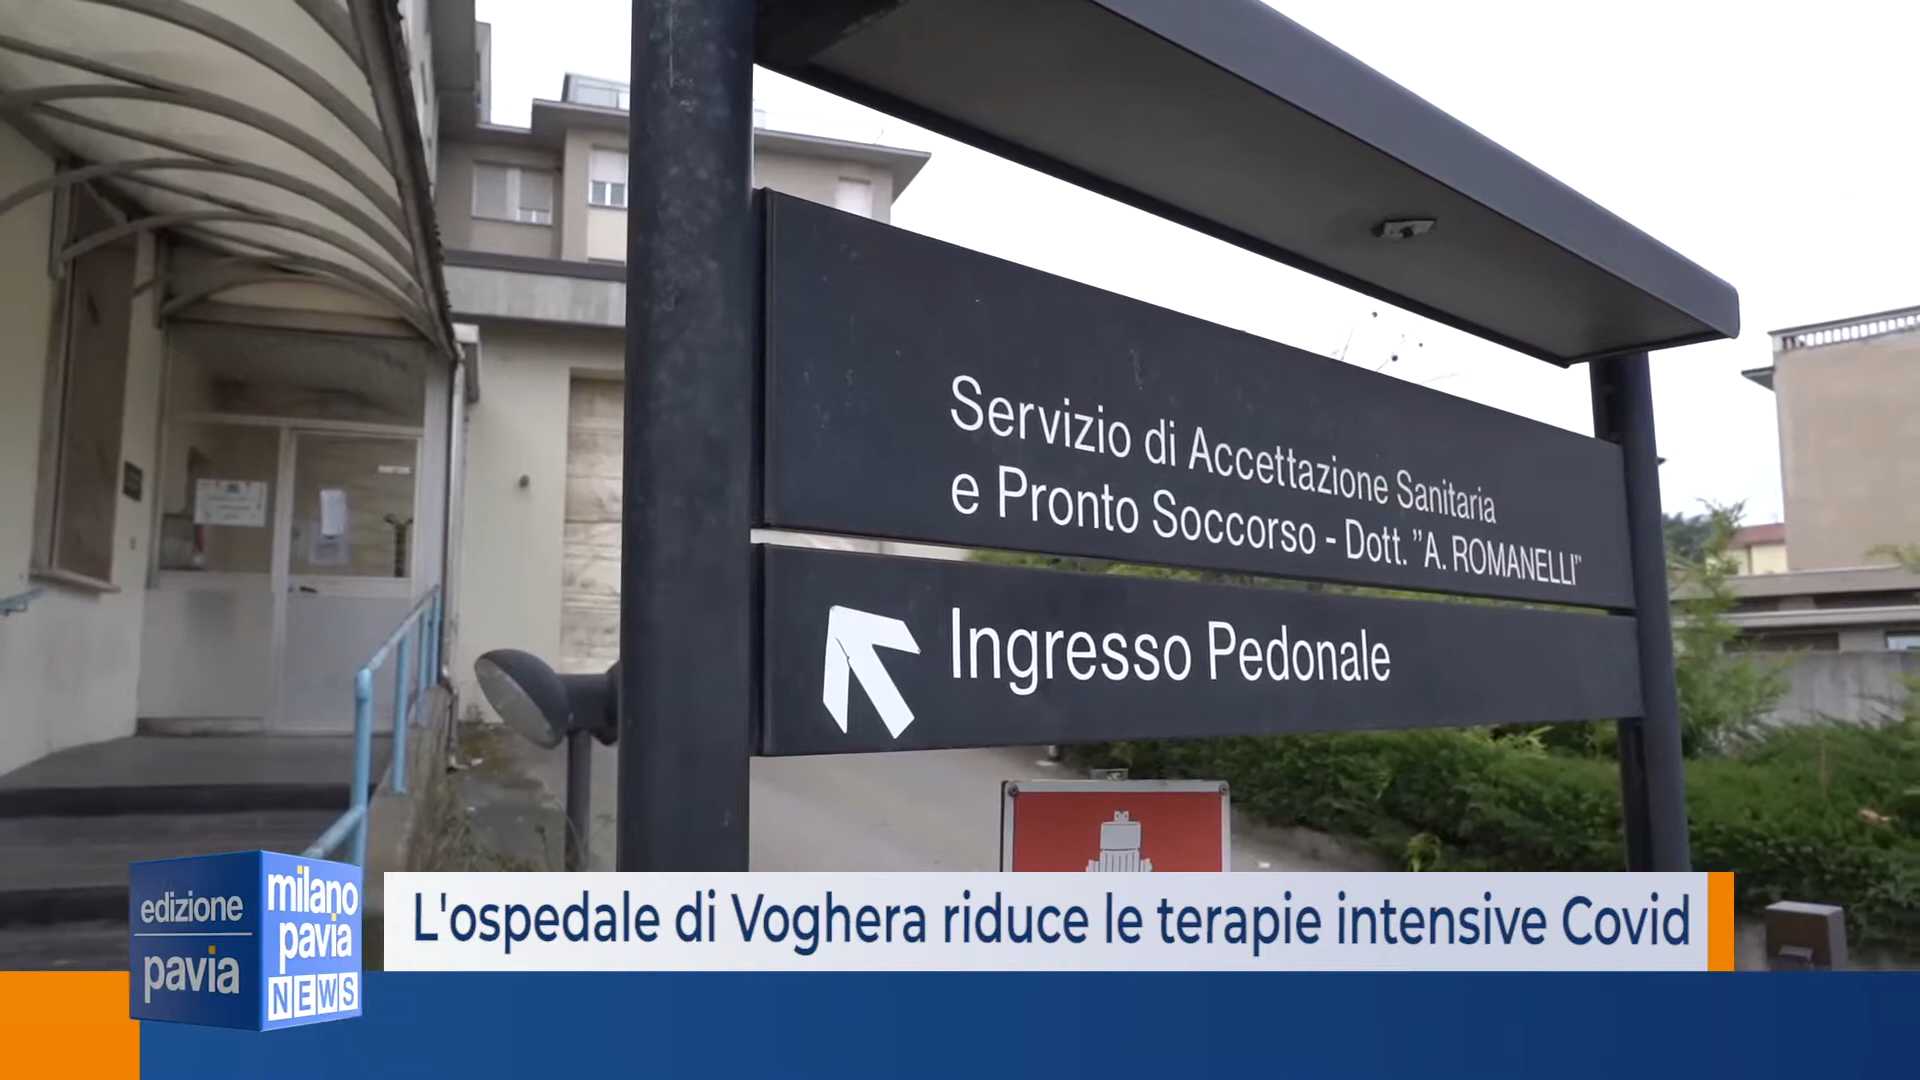 Servizio di Accettazione Sanitaria
e Pronto Soccorso - Dott. "A. ROMANELLI"
Ingresso Pedonale
edizione
pavia
milano
pavia
NEWS
L'ospedale di Voghera riduce le terapie intensive Covid